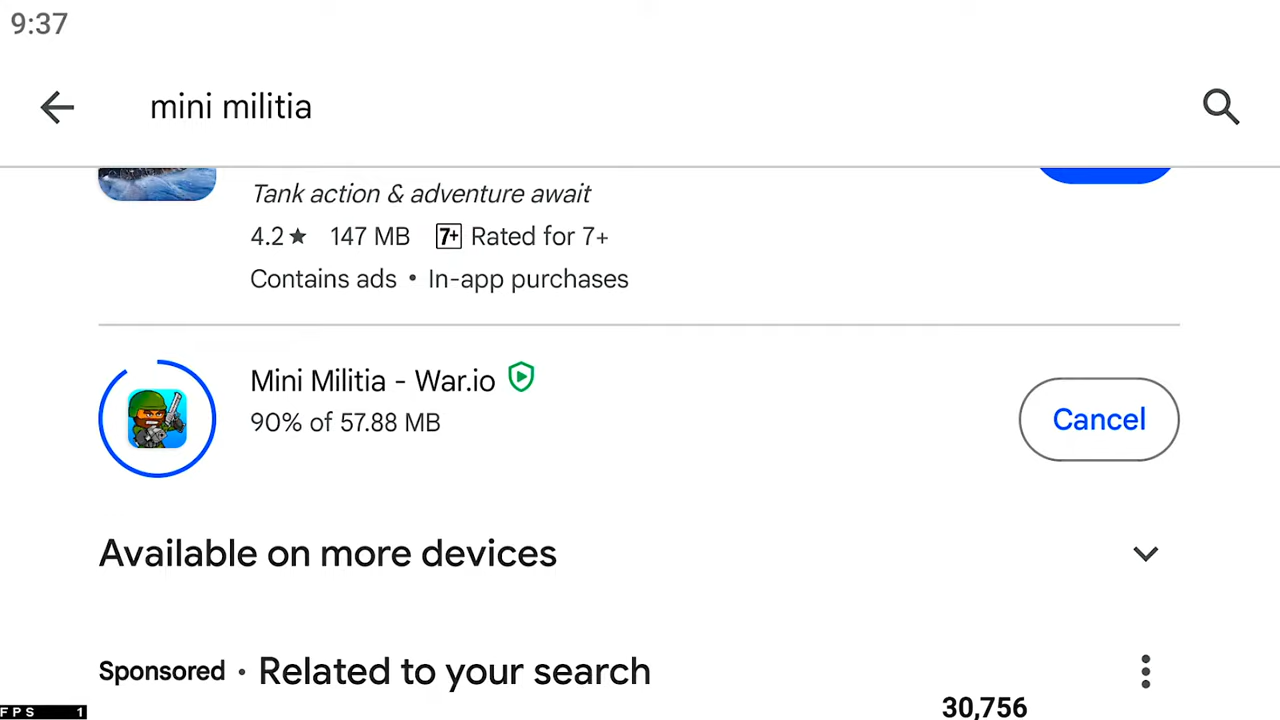 9:37
mini militia
Tank action & adventure await
4.2★ 147 MB 7+ Rated for 7+
Contains ads • In-app purchases
Mini Militia - War.io
90% of 57.88 MB
Cancel
Available on more devices
Sponsored · Related to your search
30,756
FPS 1